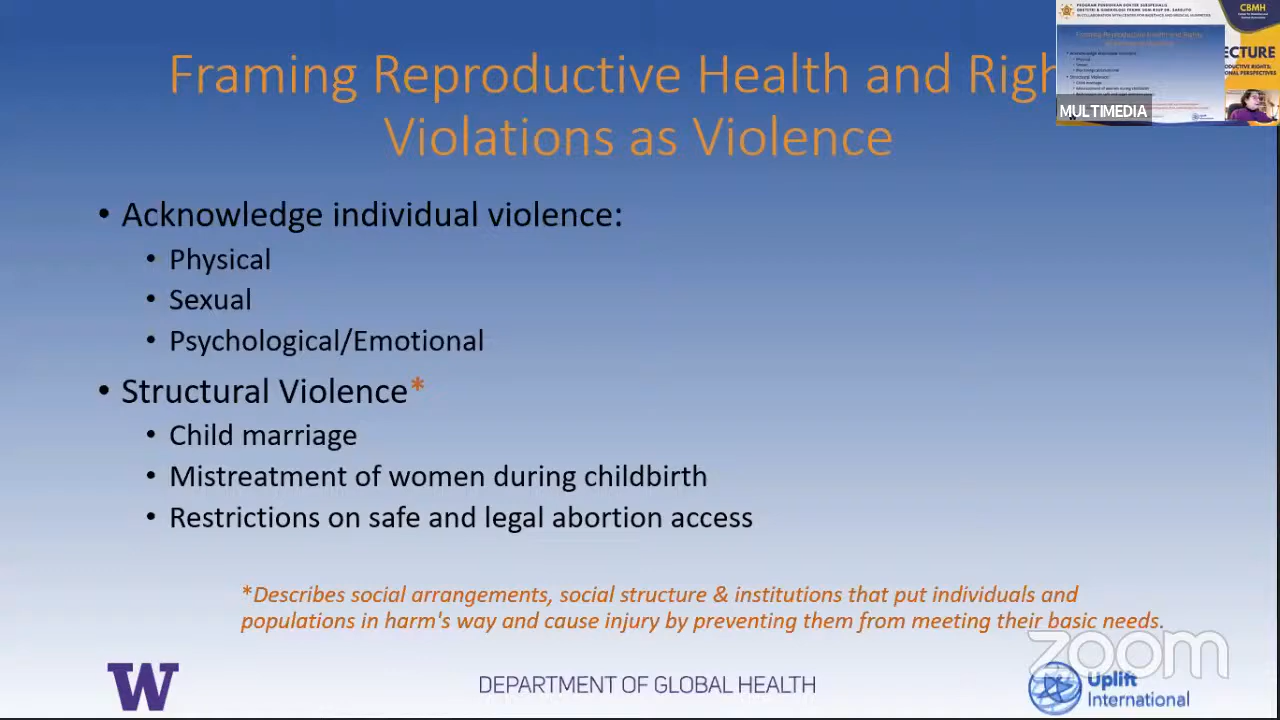 Framing Reproductive Health and Righ
Violations as Violence
• Acknowledge individual violence:
• Physical
• Sexual
• Psychological/Emotional
• Structural Violence*
• Child marriage
• Mistreatment of women during childbirth
• Restrictions on safe and legal abortion access
*Describes social arrangements, social structure & institutions that put individuals and
populations in harm's way and cause injury by preventing them from meeting their basic needs.
W
DEPARTMENT OF GLOBAL HEALTH
Uplift
International
zoom
CBMH
ECTURE
MULTIMEDIA